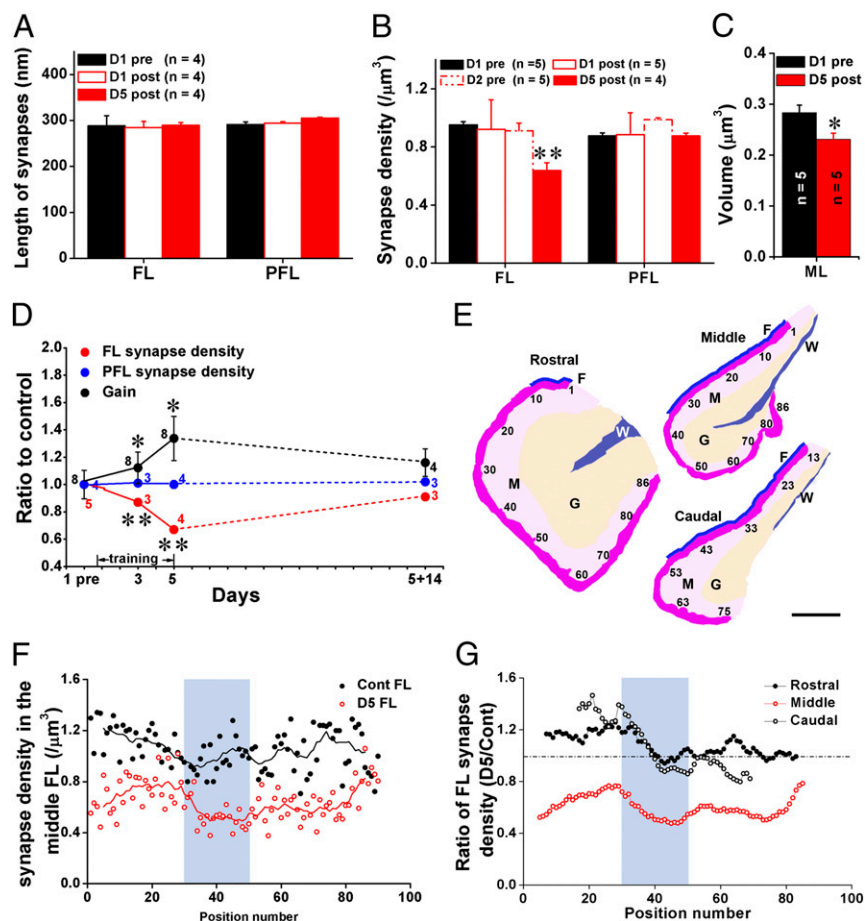 A
Length of synapses (nm)
400
300
200
100
0
D1 pre (n = 4)
D1 post (n = 4)
D5 post (n = 4)
FL PFL
B
Synapse density (/μm3)
1.2
0.8
0.4
0.0
D1 pre (n =5) D1 post (n = 5)
D2 pre (n = 5) D5 post (n = 4)
**
FL PFL
C
Volume (μm3)
0.4
0.3
0.2
0.1
0.0
D1 pre
D5 post
*
n = 5 n = 5
ML
D
Ratio to control
2.0
1.8
1.6
1.4
1.2
1.0
0.8
0.6
0.4
FL synapse density
PFL synapse density
Gain
* *
8 8 8 4
4 3 4 3
5 3 4 3
** **
training
1 pre 3 5 5+14
Days
E
Rostral
F
10 1
20
30
40
50
60
70
80
86
M
G
W
Middle
F
1
10
20
30
40
50
60
70
80
86
M
G
W
Caudal
F
13
23
33
43
53
63
75
M
G
W
F
synapse density in the
middle FL (/μm3)
1.6
1.2
0.8
0.4
0.0
Cont FL
D5 FL
0 20 40 60 80 100
Position number
G
Ratio of FL synapse
density (D5/Cont)
1.6
1.2
0.8
0.4
0.0
Rostral
Middle
Caudal
0 20 40 60 80 100
Position number